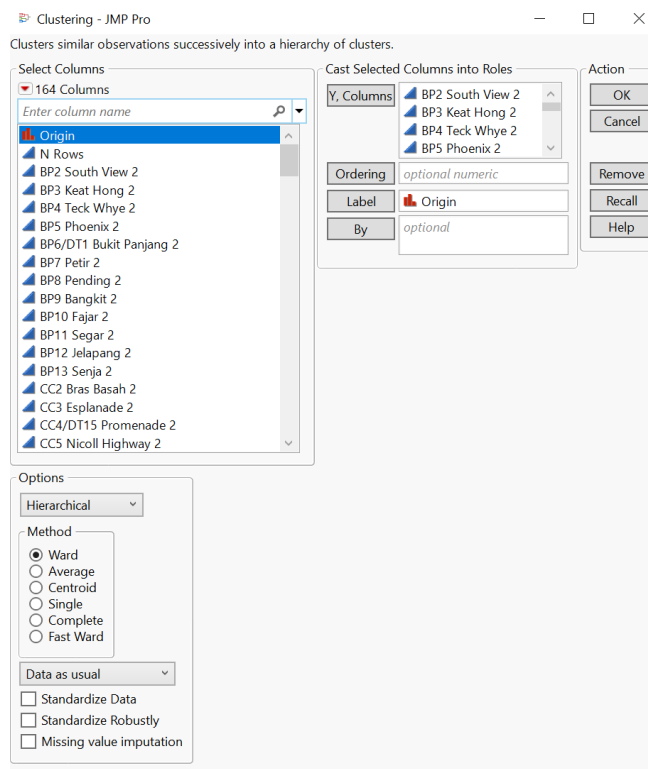 Clustering - JMP Pro
Clusters similar observations successively into a hierarchy of clusters.
Select Columns
164 Columns
Enter column name
Origin
N Rows
BP2 South View 2
BP3 Keat Hong 2
BP4 Teck Whye 2
BP5 Phoenix 2
BP6/DT1 Bukit Panjang 2
BP7 Petir 2
BP8 Pending 2
BP9 Bangkit 2
BP10 Fajar 2
BP11 Segar 2
BP12 Jelapang 2
BP13 Senja 2
CC2 Bras Basah 2
CC3 Esplanade 2
CC4/DT15 Promenade 2
CC5 Nicoll Highway 2
Cast Selected Columns into Roles
Y, Columns
BP2 South View 2
BP3 Keat Hong 2
BP4 Teck Whye 2
BP5 Phoenix 2
Ordering
optional numeric
Label
Origin
By
optional
Action
OK
Cancel
Remove
Recall
Help
Options
Hierarchical
Method
Ward
Average
Centroid
Single
Complete
Fast Ward
Data as usual
Standardize Data
Standardize Robustly
Missing value imputation